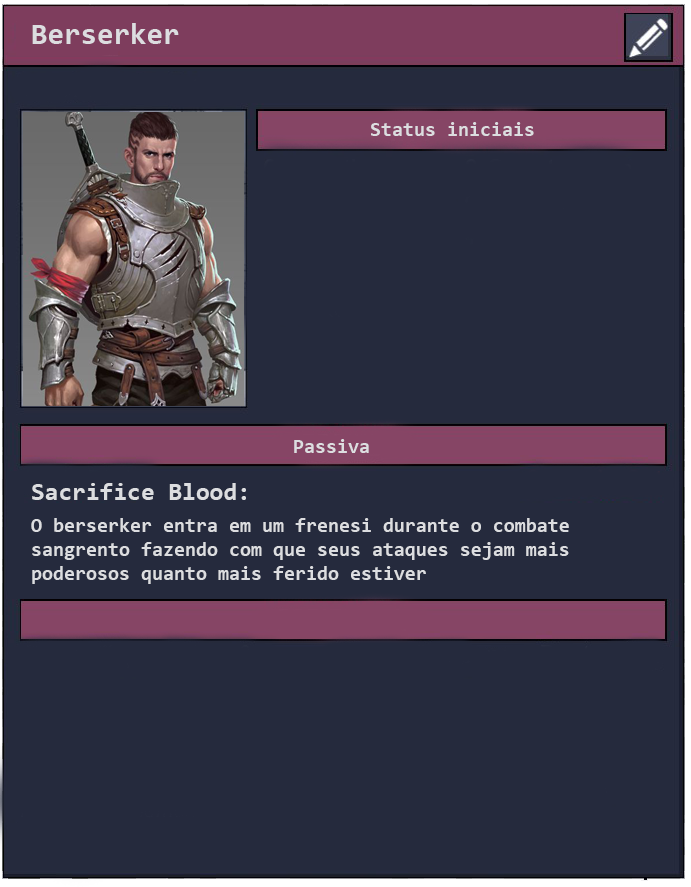 Berserker
Status iniciais
Passiva
Sacrifice Blood:
O berserker entra em um frenesi durante o combate
sangrento fazendo com que seus ataques sejam mais
poderosos quanto mais ferido estiver